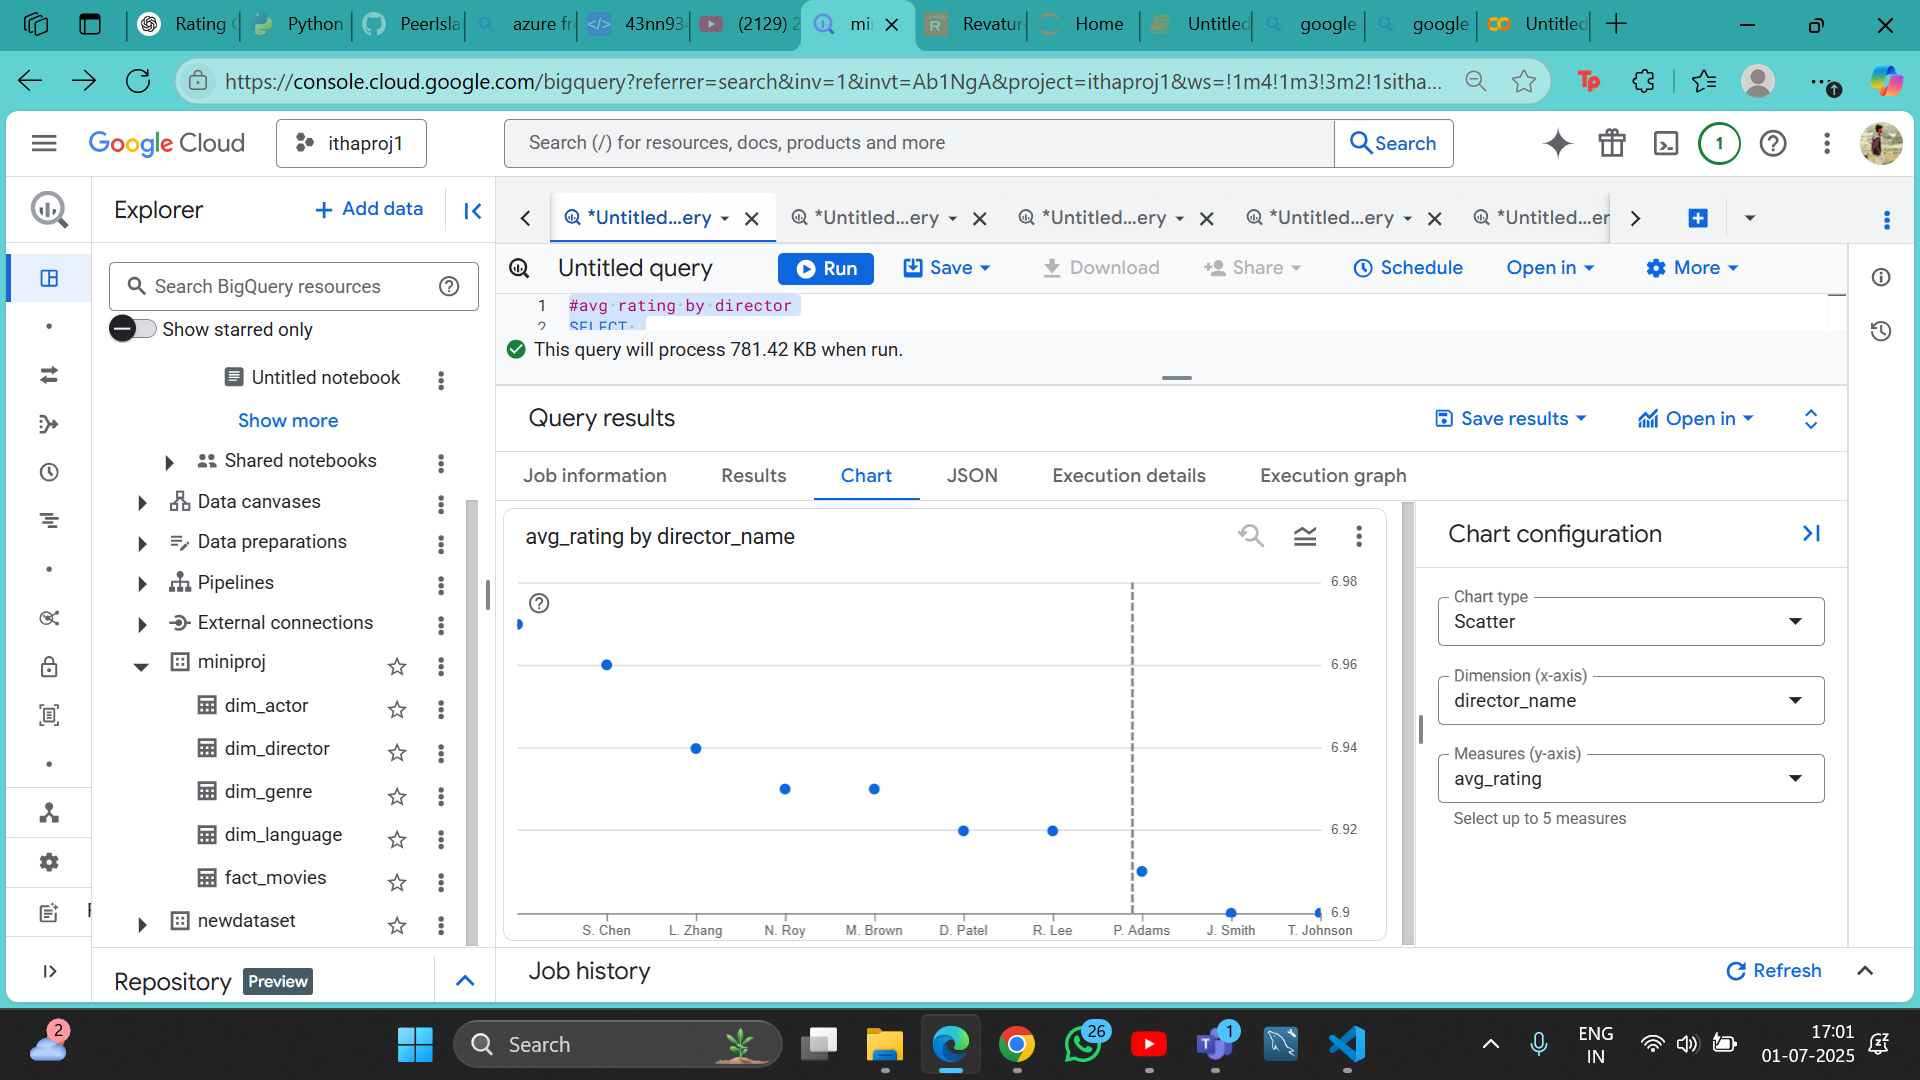 Rating
Python
PeerIsla
azure fr
43nn93
(2129) 2
mi
Revatur
Home
Untitled
google
google
Untitled
https://console.cloud.google.com/bigquery?referrer=search&inv=1&invt=Ab1NgA&project=ithaproj1&ws=!1m4!1m3!3m2!1sitha...
Google Cloud
ithaproj1
Search (/) for resources, docs, products and more
Search
1
Explorer
+ Add data
*Untitled...ery
*Untitled...ery
*Untitled...ery
*Untitled...ery
*Untitled...er
Search BigQuery resources
Show starred only
Untitled notebook
Show more
Shared notebooks
Data canvases
Data preparations
Pipelines
External connections
miniproj
dim_actor
dim_director
dim_genre
dim_language
fact_movies
newdataset
Repository Preview
Untitled query
Run
Save
Download
Share
Schedule
Open in
More
1 #avg rating by director
2 SELECT
This query will process 781.42 KB when run.
Query results
Save results
Open in
Job information
Results
Chart
JSON
Execution details
Execution graph
avg_rating by director_name
6.98
6.96
6.94
6.92
6.9
S. Chen
L. Zhang
N. Roy
M. Brown
D. Patel
R. Lee
P. Adams
J. Smith
T. Johnson
Chart configuration
Chart type
Scatter
Dimension (x-axis)
director_name
Measures (y-axis)
avg_rating
Select up to 5 measures
Job history
Refresh
2
Search
26
1
ENG
IN
17:01
01-07-2025